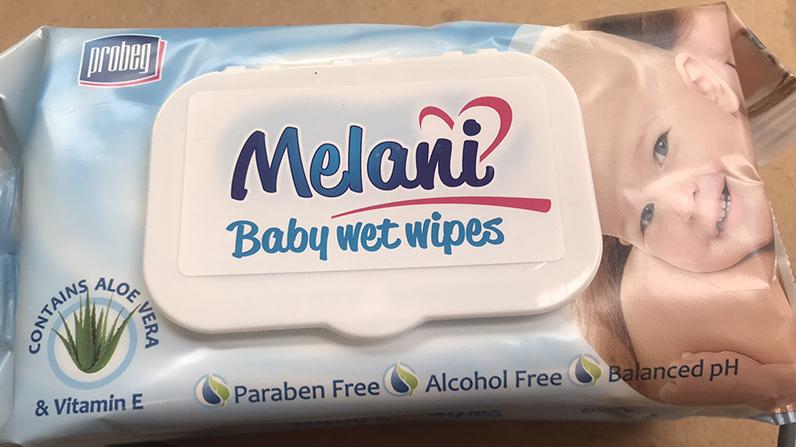 probeg
Melani
Baby wet wipes
CONTAINS ALOE VERA
& Vitamin E
Paraben Free
Alcohol Free
Balanced pH